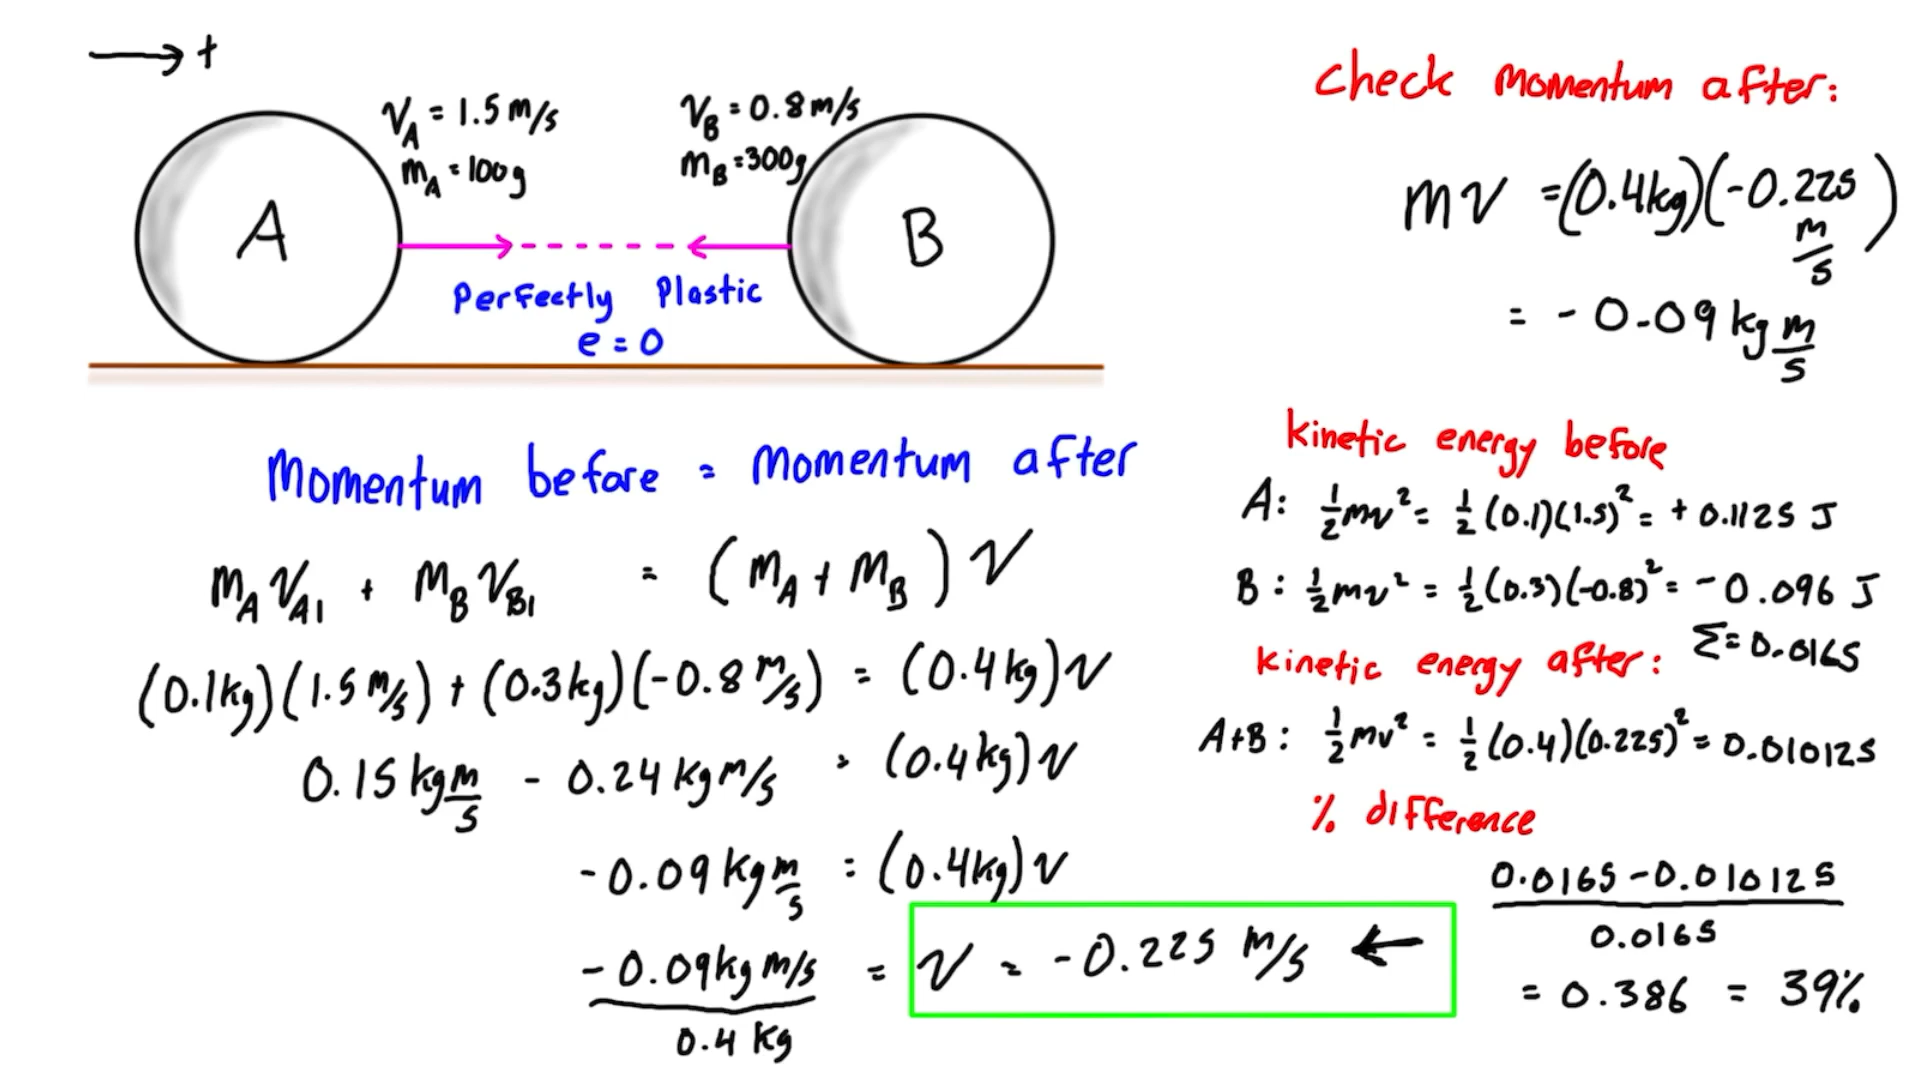 → +
V_A = 1.5 m/s
m_A = 100g
V_B = 0.8 m/s
m_B = 300g
A
B
Perfectly Plastic
e = 0
Momentum before = Momentum after
m_A V_A1 + m_B V_B1 = (m_A + m_B) V
(0.1kg)(1.5 m/s) + (0.3kg)(-0.8 m/s) = (0.4kg)V
0.15 kg m/s - 0.24 kg m/s = (0.4kg)V
-0.09 kg m/s = (0.4kg)V
-0.09kg m/s / 0.4 kg = V = -0.225 m/s ←
check momentum after:
mV = (0.4kg)(-0.225 m/s)
= -0.09 kg m/s
kinetic energy before
A: ½mv² = ½(0.1)(1.5)² = +0.1125 J
B: ½mv² = ½(0.3)(-0.8)² = -0.096 J
Σ = 0.0165
kinetic energy after:
A+B: ½mv² = ½(0.4)(0.225)² = 0.010125
% difference
0.0165 - 0.010125
0.0165
= 0.386 = 39%